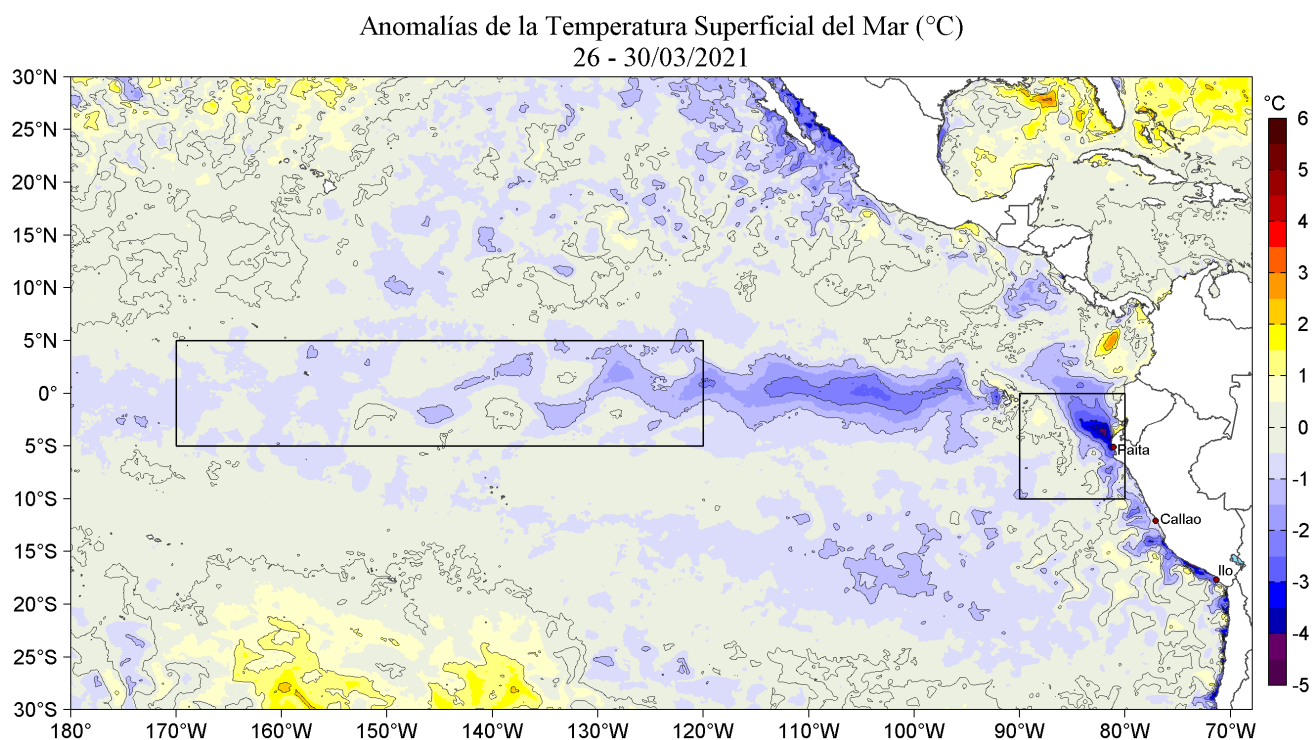 Anomalías de la Temperatura Superficial del Mar (°C)
26 - 30/03/2021
30°N
25°N
20°N
15°N
10°N
5°N
0°
5°S
10°S
15°S
20°S
25°S
30°S
180°
170°W
160°W
150°W
140°W
130°W
120°W
110°W
100°W
90°W
80°W
70°W
Paita
Callao
Ilo
°C
6
5
4
3
2
1
0
-1
-2
-3
-4
-5